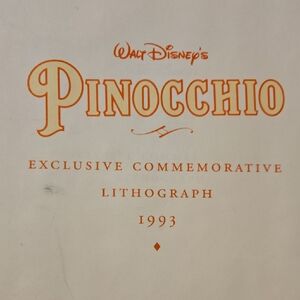 Walt Disney's
PINOCCHIO
EXCLUSIVE COMMEMORATIVE
LITHOGRAPH
1993